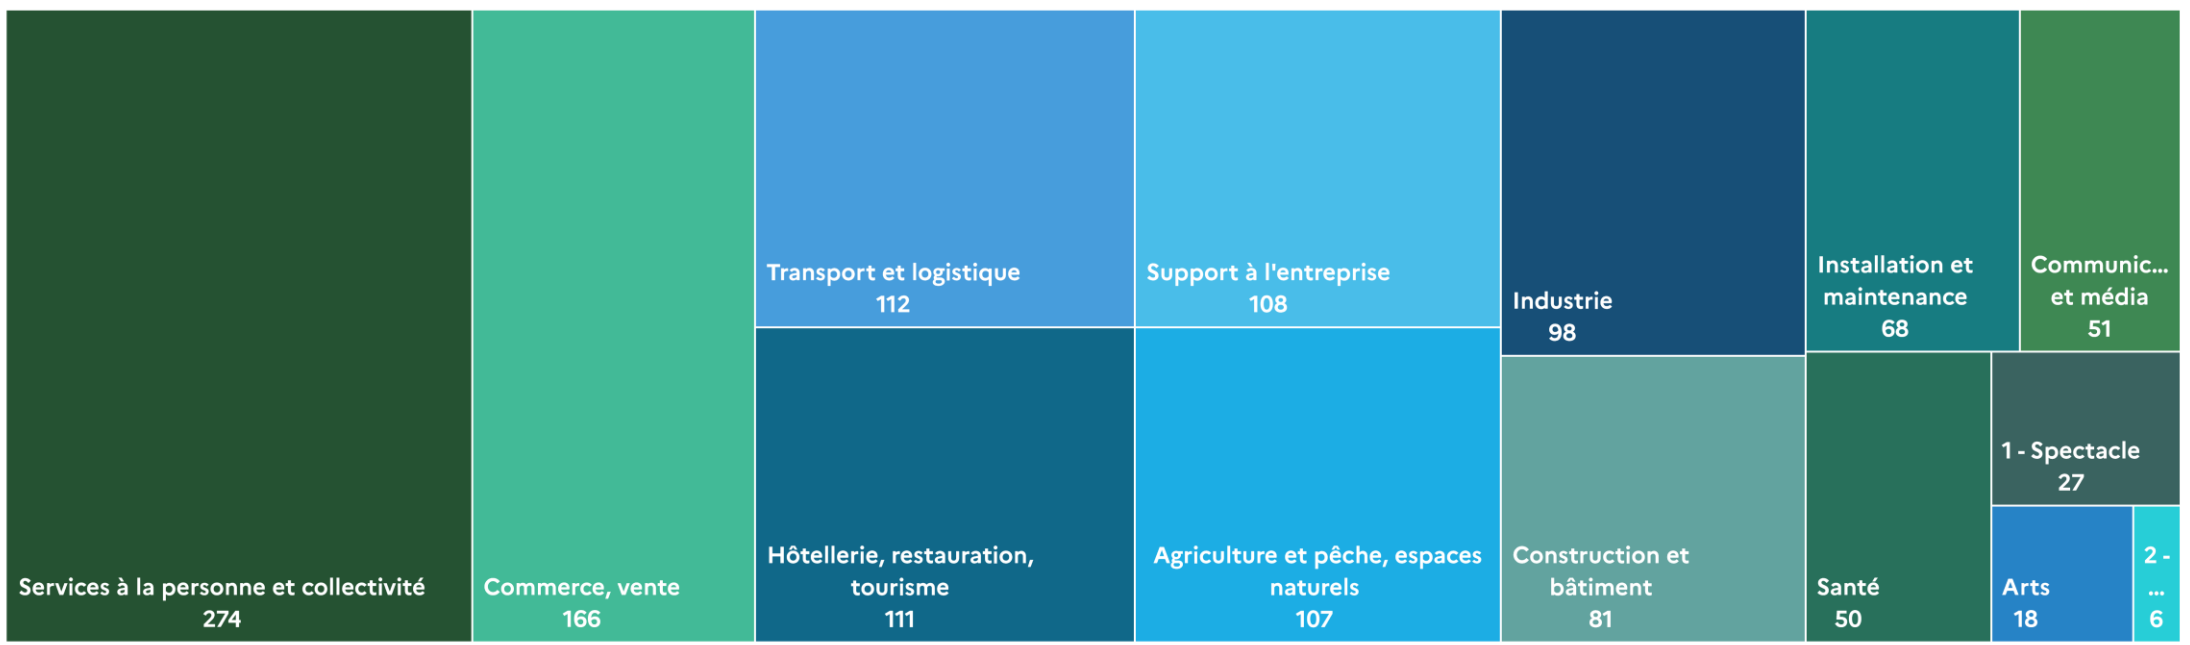 Services à la personne et collectivité
274
Commerce, vente
166
Transport et logistique
112
Hôtellerie, restauration,
tourisme
111
Support à l'entreprise
108
Agriculture et pêche, espaces
naturels
107
Industrie
98
Construction et
bâtiment
81
Installation et
maintenance
68
Communic...
et média
51
Santé
50
1 - Spectacle
27
Arts
18
2 -
...
6